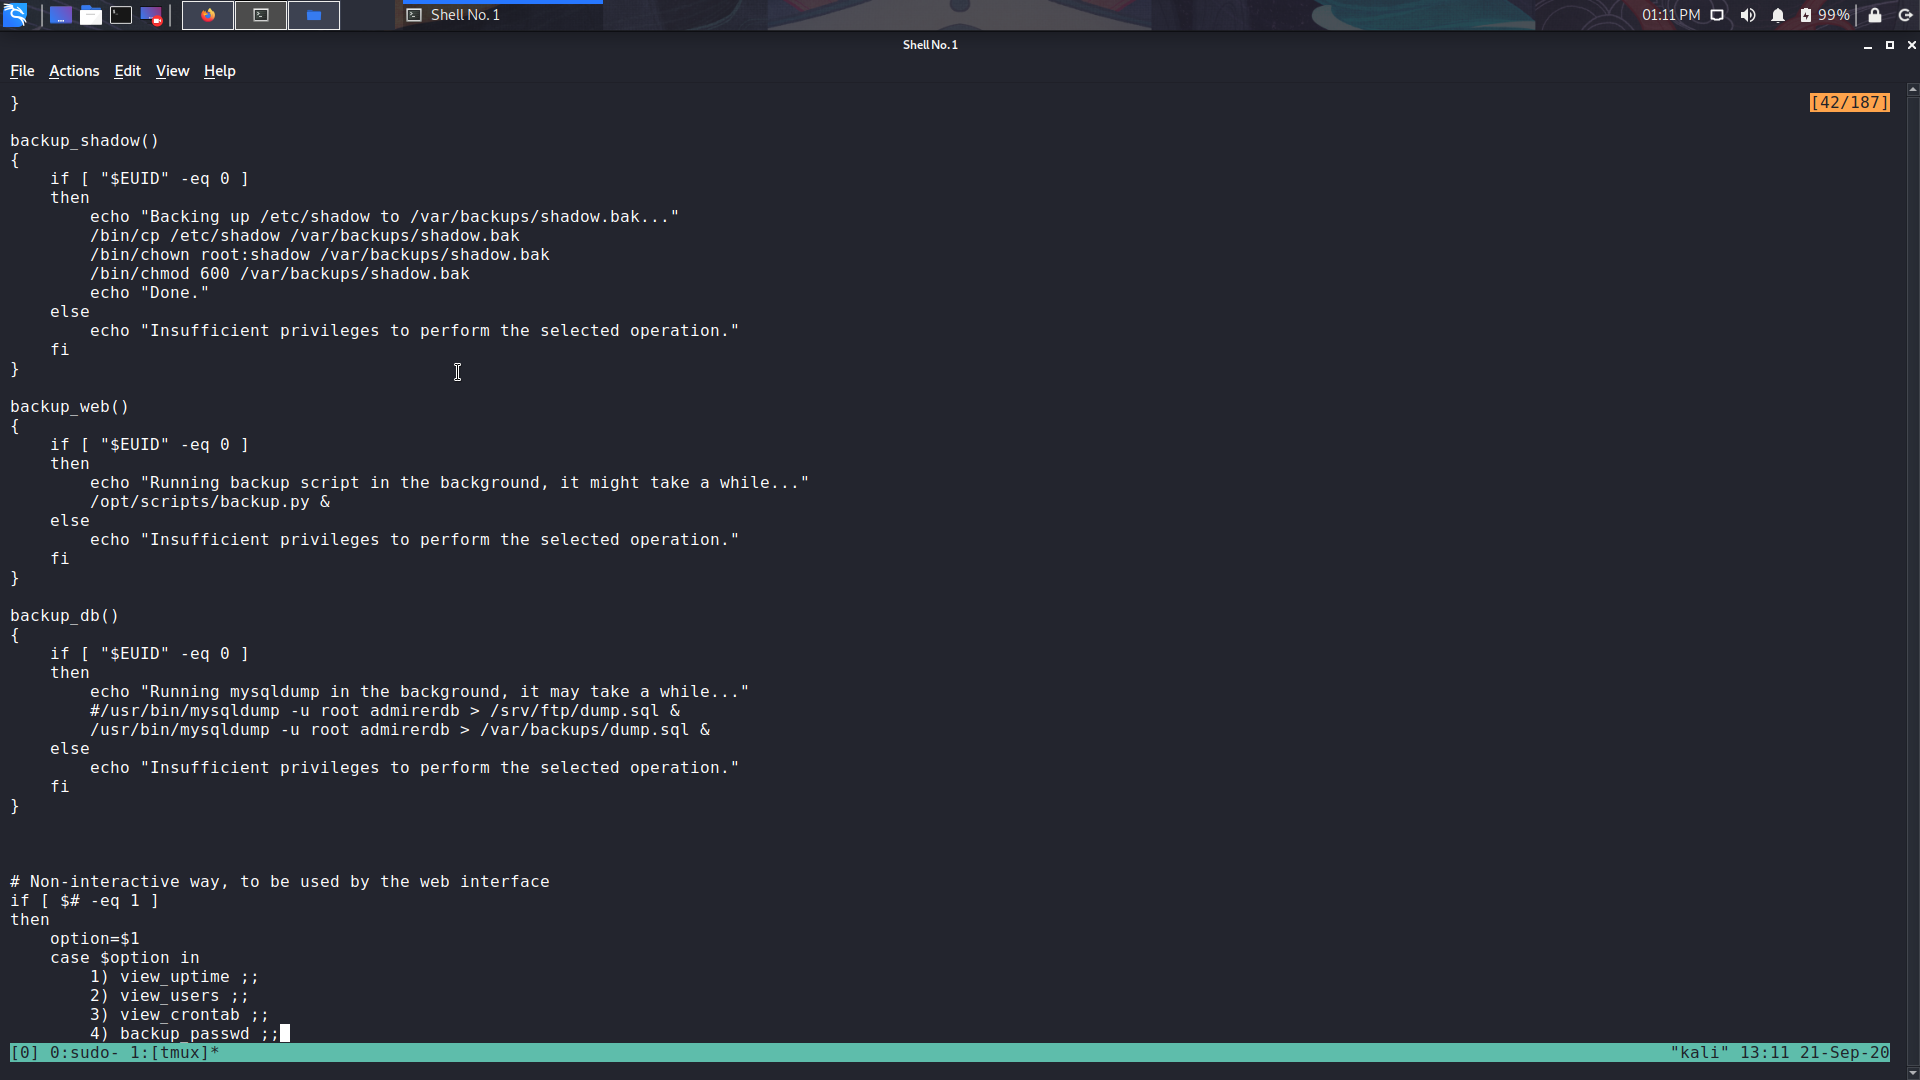 Shell No. 1
01:11 PM
99%
Shell No. 1
File Actions Edit View Help
}
[42/187]
backup_shadow()
{
    if [ "$EUID" -eq 0 ]
    then
        echo "Backing up /etc/shadow to /var/backups/shadow.bak..."
        /bin/cp /etc/shadow /var/backups/shadow.bak
        /bin/chown root:shadow /var/backups/shadow.bak
        /bin/chmod 600 /var/backups/shadow.bak
        echo "Done."
    else
        echo "Insufficient privileges to perform the selected operation."
    fi
}
backup_web()
{
    if [ "$EUID" -eq 0 ]
    then
        echo "Running backup script in the background, it might take a while..."
        /opt/scripts/backup.py &
    else
        echo "Insufficient privileges to perform the selected operation."
    fi
}
backup_db()
{
    if [ "$EUID" -eq 0 ]
    then
        echo "Running mysqldump in the background, it may take a while..."
        #/usr/bin/mysqldump -u root admirerdb > /srv/ftp/dump.sql &
        /usr/bin/mysqldump -u root admirerdb > /var/backups/dump.sql &
    else
        echo "Insufficient privileges to perform the selected operation."
    fi
}
# Non-interactive way, to be used by the web interface
if [ $# -eq 1 ]
then
    option=$1
    case $option in
        1) view_uptime ;;
        2) view_users ;;
        3) view_crontab ;;
        4) backup_passwd ;;
[0] 0:sudo- 1:[tmux]*
"kali" 13:11 21-Sep-20